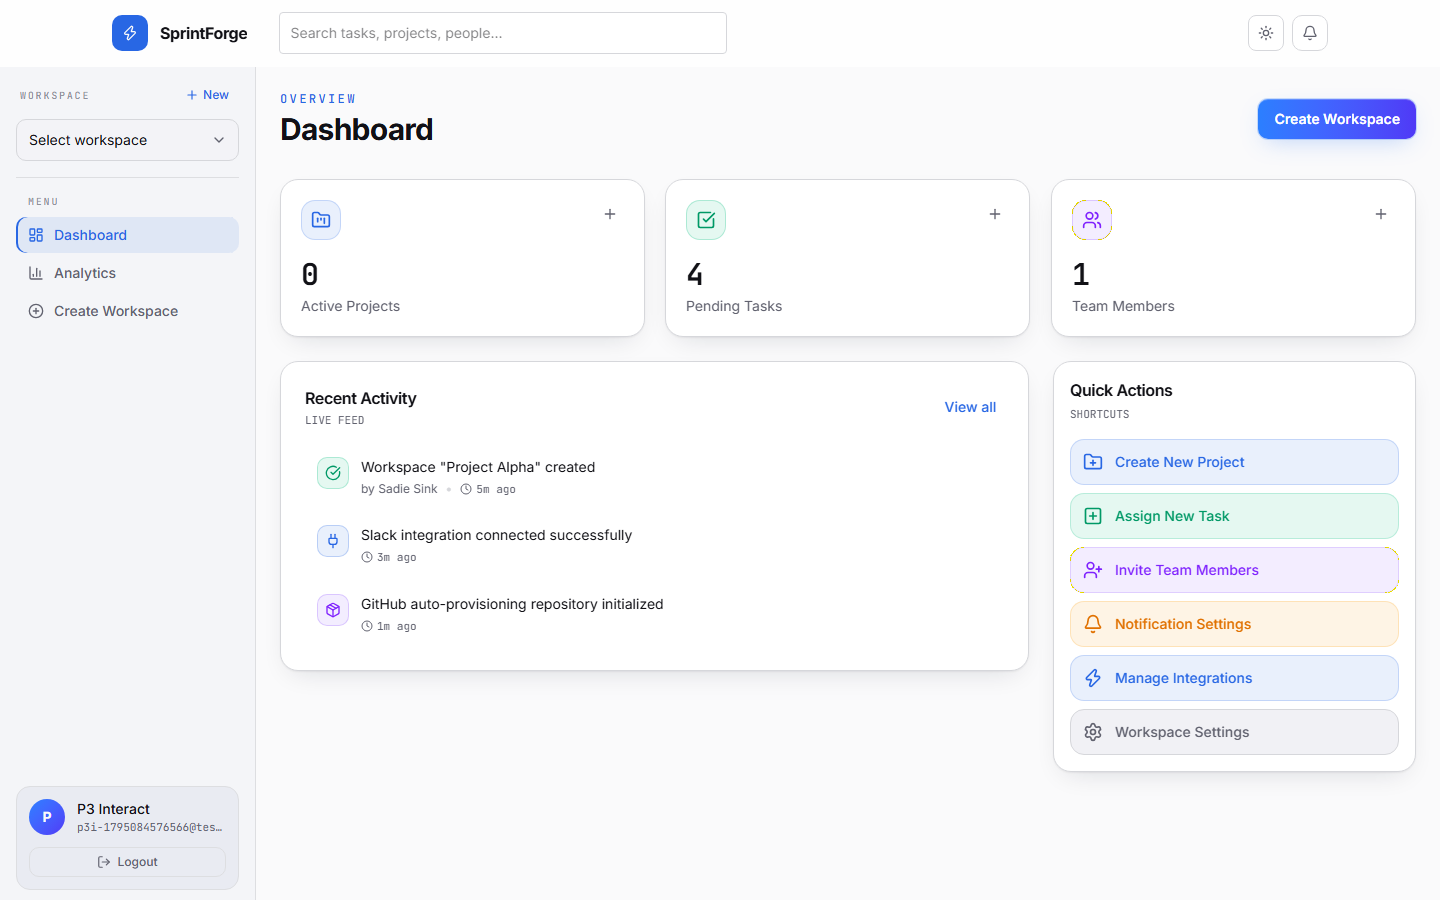 SprintForge
Search tasks, projects, people...
WORKSPACE
New
Select workspace
MENU
Dashboard
Analytics
Create Workspace
P
P3 Interact
p3i-1795084576566@tes…
Logout
OVERVIEW
Dashboard
Create Workspace
0
Active Projects
4
Pending Tasks
1
Team Members
Recent Activity
LIVE FEED
View all
Workspace "Project Alpha" created
by Sadie Sink • 5m ago
Slack integration connected successfully
3m ago
GitHub auto-provisioning repository initialized
1m ago
Quick Actions
SHORTCUTS
Create New Project
Assign New Task
Invite Team Members
Notification Settings
Manage Integrations
Workspace Settings